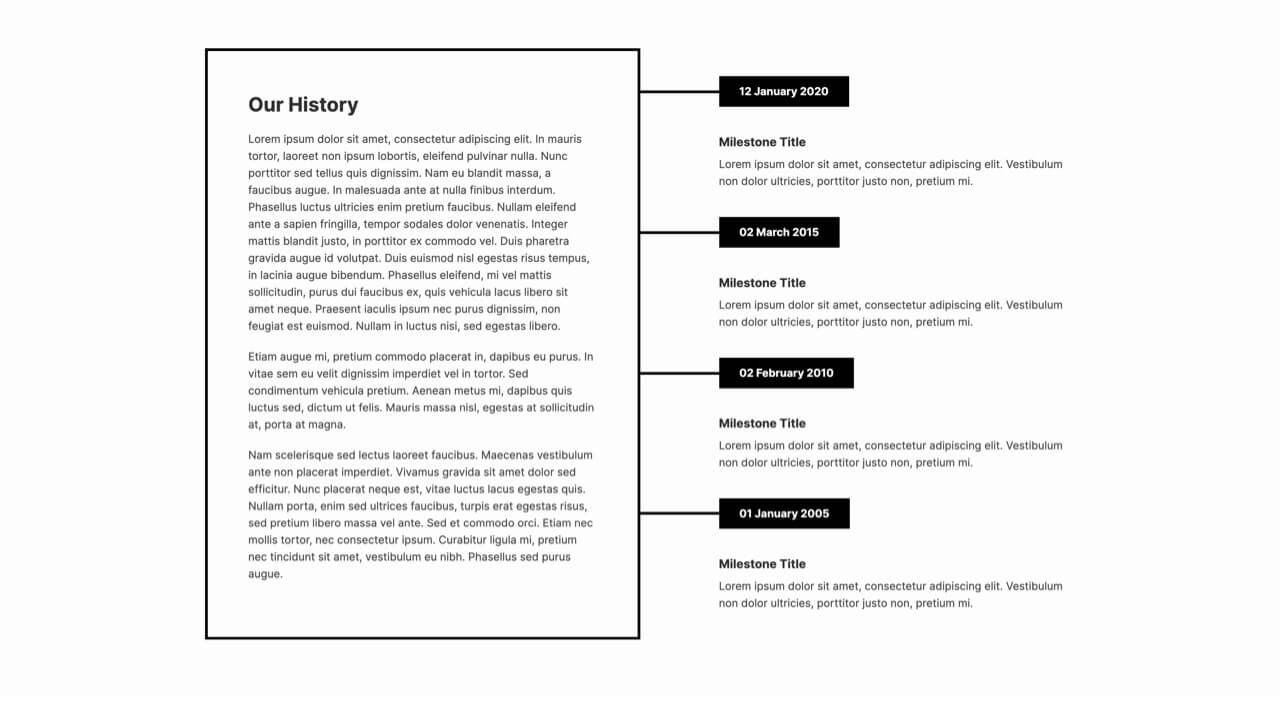 Our History
Lorem ipsum dolor sit amet, consectetur adipiscing elit. In mauris
tortor, laoreet non ipsum lobortis, eleifend pulvinar nulla. Nunc
porttitor sed tellus quis dignissim. Nam eu blandit massa, a
faucibus augue. In malesuada ante at nulla finibus interdum.
Phasellus luctus ultricies enim pretium faucibus. Nullam eleifend
ante a sapien fringilla, tempor sodales dolor venenatis. Integer
mattis blandit justo, in porttitor ex commodo vel. Duis pharetra
gravida augue id volutpat. Duis euismod nisl egestas risus tempus,
in lacinia augue bibendum. Phasellus eleifend, mi vel mattis
sollicitudin, purus dui faucibus ex, quis vehicula lacus libero sit
amet neque. Praesent iaculis ipsum nec purus dignissim, non
feugiat est euismod. Nullam in luctus nisi, sed egestas libero.
Etiam augue mi, pretium commodo placerat in, dapibus eu purus. In
vitae sem eu velit dignissim imperdiet vel in tortor. Sed
condimentum vehicula pretium. Aenean metus mi, dapibus quis
luctus sed, dictum ut felis. Mauris massa nisl, egestas at sollicitudin
at, porta at magna.
Nam scelerisque sed lectus laoreet faucibus. Maecenas vestibulum
ante non placerat imperdiet. Vivamus gravida sit amet dolor sed
efficitur. Nunc placerat neque est, vitae luctus lacus egestas quis.
Nullam porta, enim sed ultrices faucibus, turpis erat egestas risus,
sed pretium libero massa vel ante. Sed et commodo orci. Etiam nec
mollis tortor, nec consectetur ipsum. Curabitur ligula mi, pretium
nec tincidunt sit amet, vestibulum eu nibh. Phasellus sed purus
augue.
12 January 2020
Milestone Title
Lorem ipsum dolor sit amet, consectetur adipiscing elit. Vestibulum
non dolor ultricies, porttitor justo non, pretium mi.
02 March 2015
Milestone Title
Lorem ipsum dolor sit amet, consectetur adipiscing elit. Vestibulum
non dolor ultricies, porttitor justo non, pretium mi.
02 February 2010
Milestone Title
Lorem ipsum dolor sit amet, consectetur adipiscing elit. Vestibulum
non dolor ultricies, porttitor justo non, pretium mi.
01 January 2005
Milestone Title
Lorem ipsum dolor sit amet, consectetur adipiscing elit. Vestibulum
non dolor ultricies, porttitor justo non, pretium mi.